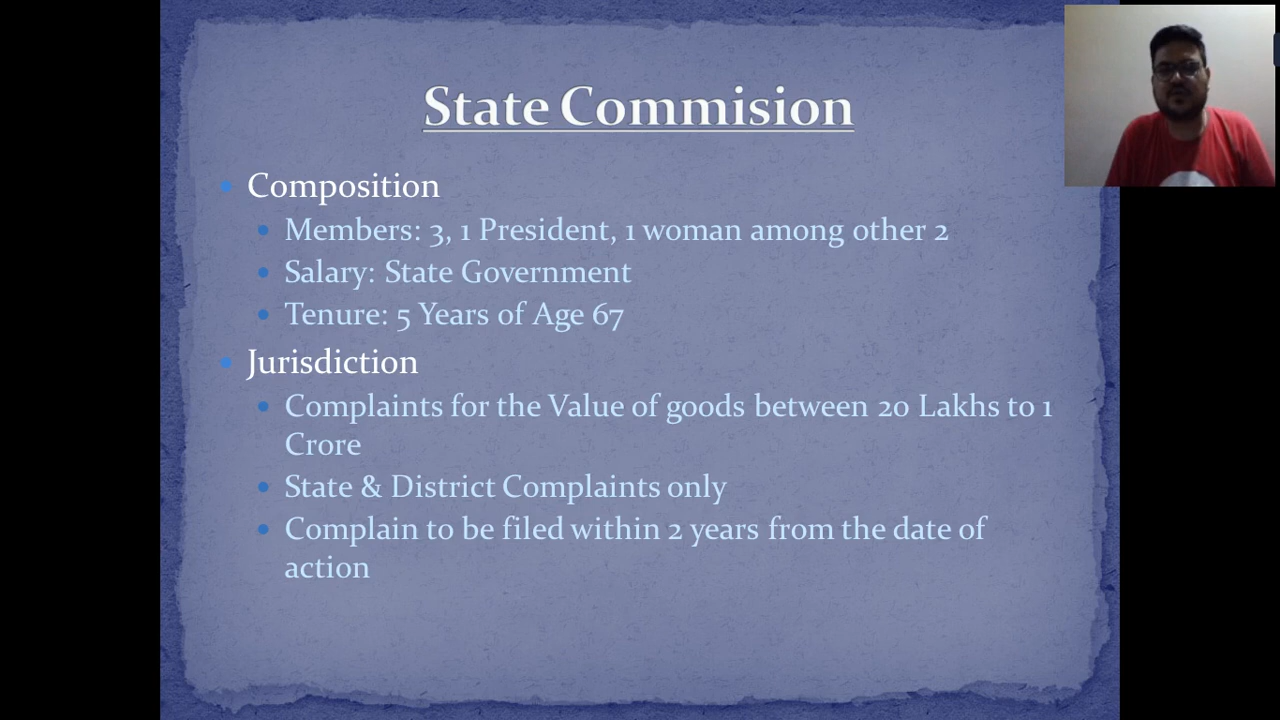 State Commision
Composition
Members: 3, 1 President, 1 woman among other 2
Salary: State Government
Tenure: 5 Years of Age 67
Jurisdiction
Complaints for the Value of goods between 20 Lakhs to 1
Crore
State & District Complaints only
Complain to be filed within 2 years from the date of
action